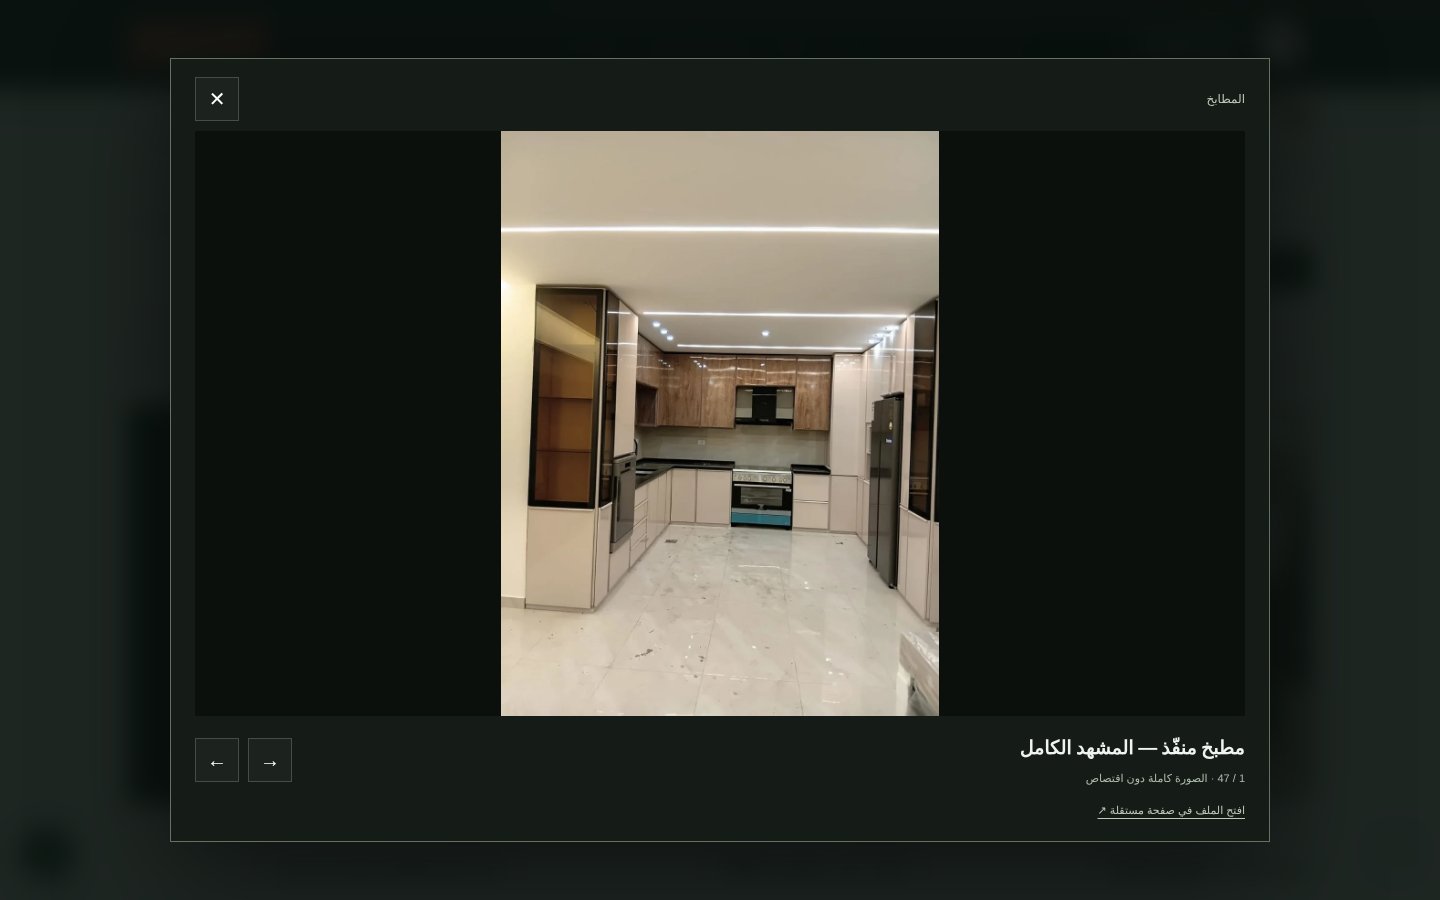 المطابخ
✕
مطبخ منفّذ — المشهد الكامل
1 / 47 · الصورة كاملة دون اقتصاص
افتح الملف في صفحة مستقلة ↗
→ ←